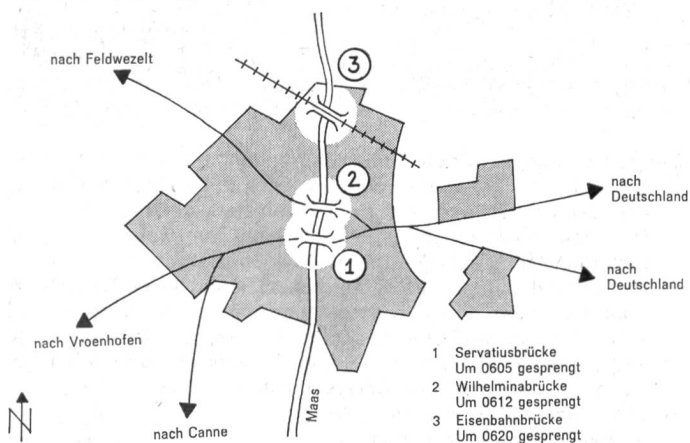 nach Feldwezelt
3
2
nach
Deutschland
1
nach
Deutschland
nach Vroenhofen
nach Canne
Maas
N
1 Servatiusbrücke
Um 0605 gesprengt
2 Wilhelminabrücke
Um 0612 gesprengt
3 Eisenbahnbrücke
Um 0620 gesprengt